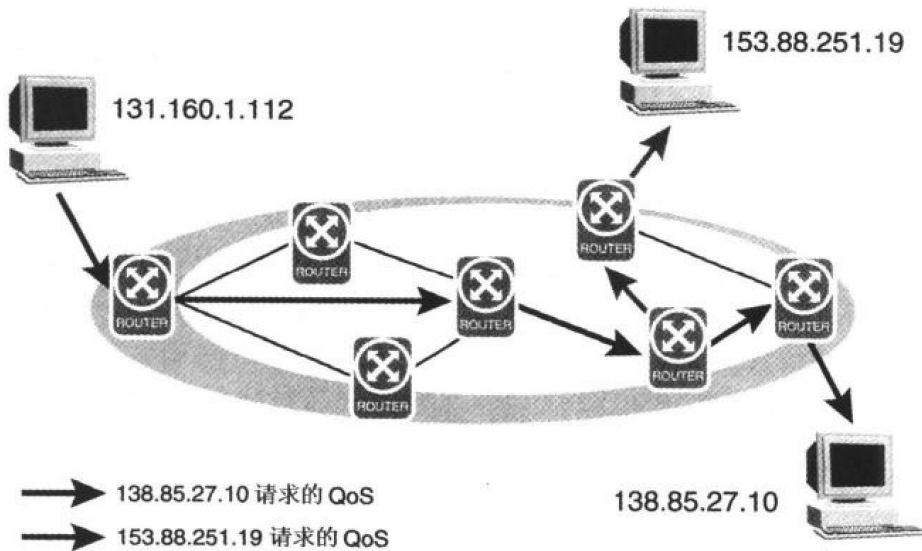 153.88.251.19
131.160.1.112
ROUTER
ROUTER
ROUTER
ROUTER
ROUTER
ROUTER
ROUTER
138.85.27.10
138.85.27.10 请求的 QoS
153.88.251.19 请求的 QoS